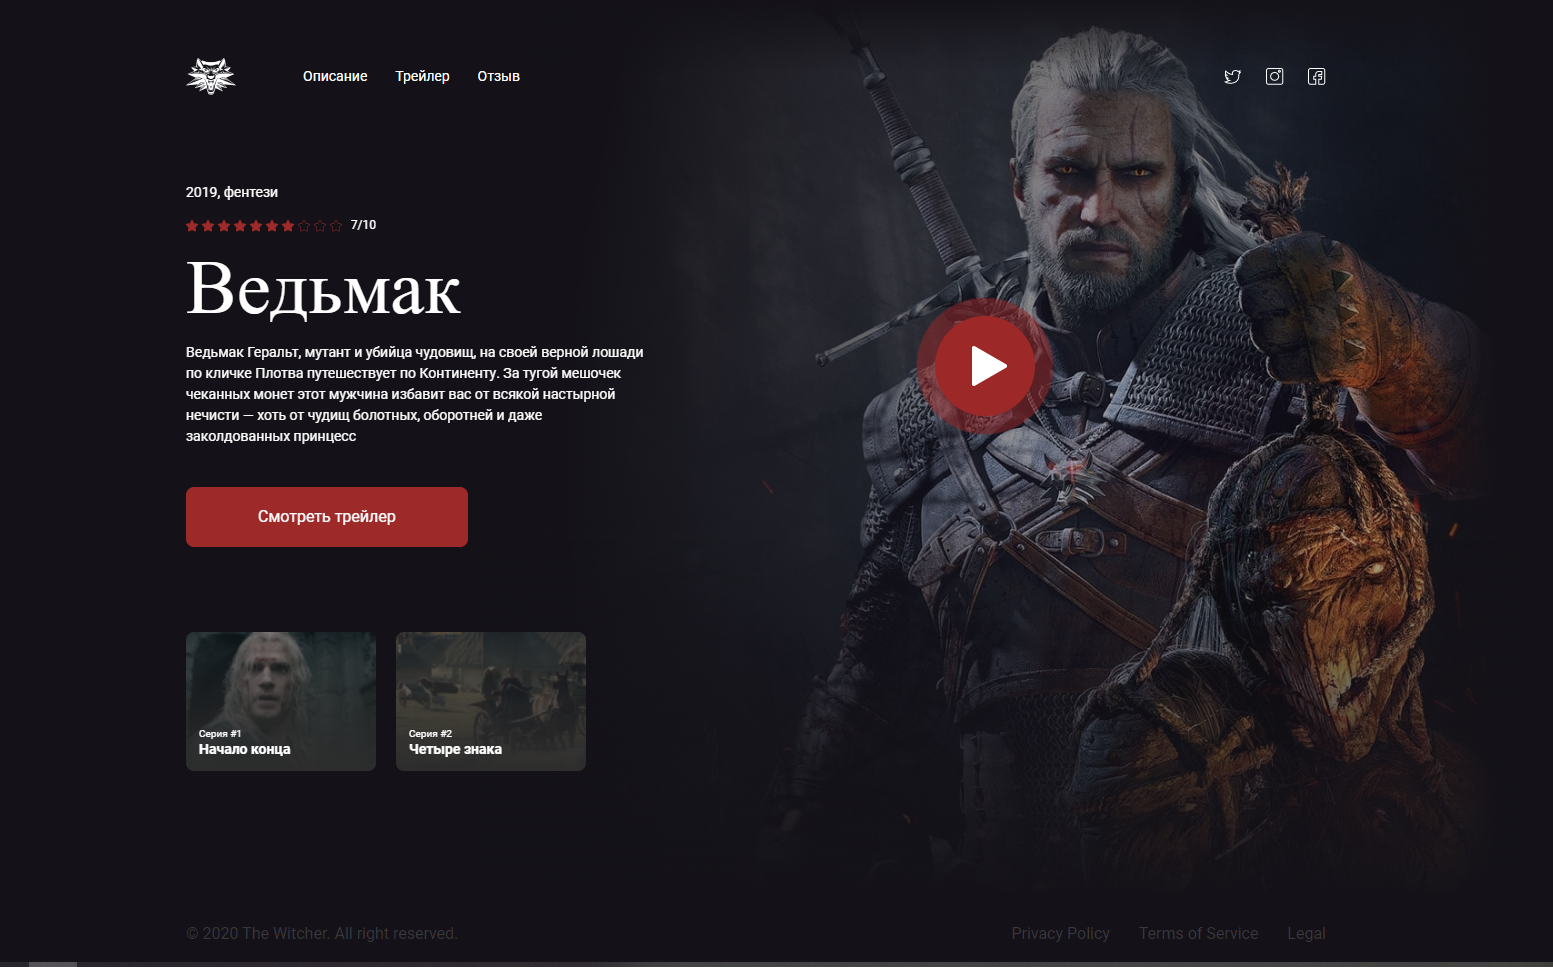 Описание Трейлер Отзыв
2019, фентези
7/10
Ведьмак
Ведьмак Геральт, мутант и убийца чудовищ, на своей верной лошади
по кличке Плотва путешествует по Континенту. За тугой мешочек
чеканных монет этот мужчина избавит вас от всякой настырной
нечисти — хоть от чудищ болотных, оборотней и даже
заколдованных принцесс
Смотреть трейлер
Серия #1
Начало конца
Серия #2
Четыре знака
© 2020 The Witcher. All right reserved.
Privacy Policy Terms of Service Legal